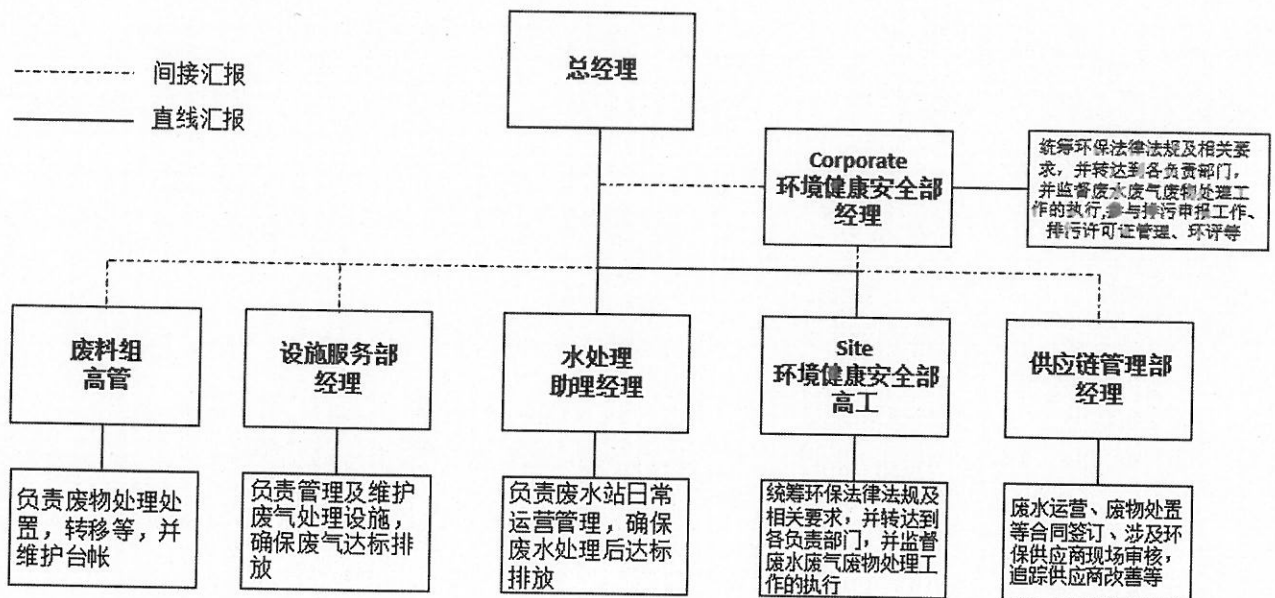 总经理
间接汇报
直线汇报
Corporate
环境健康安全部
经理
统筹环保法律法规及相关要
求，并转达到各负责部门，
并监督废水废气废物处理工
作的执行,参与排污申报工作、
排污许可证管理、环评等
废料组
高管
设施服务部
经理
水处理
助理经理
Site
环境健康安全部
高工
供应链管理部
经理
负责废物处理处
置，转移等，并
维护台帐
负责管理及维护
废气处理设施，
确保废气达标排
放
负责废水站日常
运营管理，确保
废水处理后达标
排放
统筹环保法律法规及
相关要求，并转达到
各负责部门，并监督
废水废气废物处理工
作的执行
废水运营、废物处置
等合同签订、涉及环
保供应商现场审核，
追踪供应商改善等